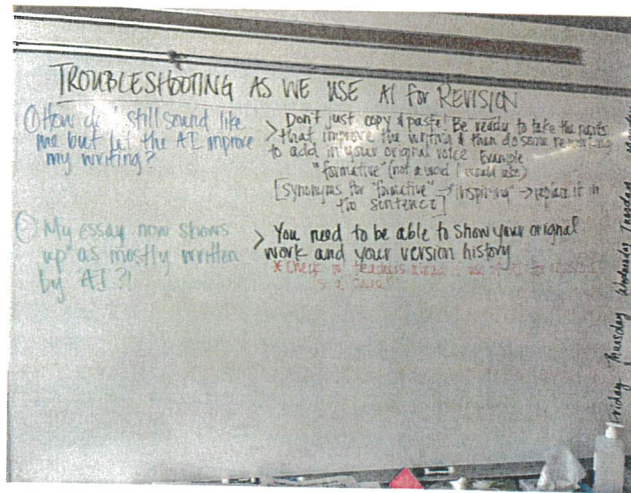 TROUBLESHOOTING AS WE USE AI for REVISION
① How do I still sound like
me but let the AI improve
my writing?
> Don't just copy & paste! Be ready to take the parts
that improve the writing & then do some reworking
to add in your original voice. Example
"formative" (not a word I would use)
[synonyms for "formative" → "inspiring" → replace it in
the sentence]
② My essay now shows
up as mostly written
by AI?!
> You need to be able to show your original
work and your version history
*Check w/ teachers
Friday Thursday Wednesday Tuesday